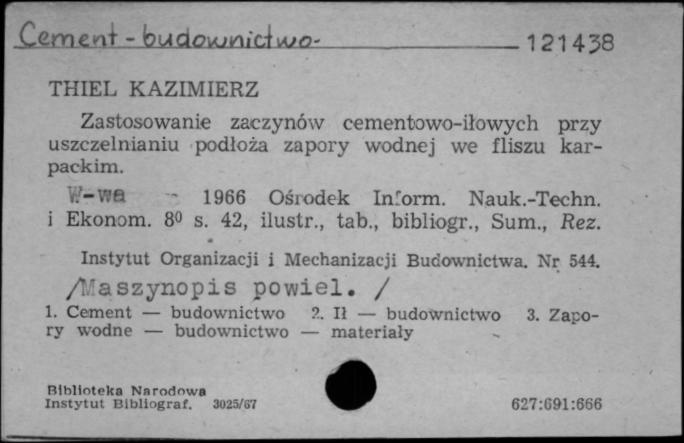 Cement - budownictwo- 121438
THIEL KAZIMIERZ
Zastosowanie zaczynów cementowo-iłowych przy
uszczelnianiu podłoża zapory wodnej we fliszu kar-
packim.
W-wa 1966 Ośrodek Inform. Nauk.-Techn.
i Ekonom. 8⁰ s. 42, ilustr., tab., bibliogr., Sum., Rez.
Instytut Organizacji i Mechanizacji Budownictwa. Nr 544.
/Maszynopis powiel. /
1. Cement — budownictwo 2. Ił — budownictwo 3. Zapo-
ry wodne — budownictwo — materiały
Biblioteka Narodowa
Instytut Bibliograf. 3025/67 627:691:666